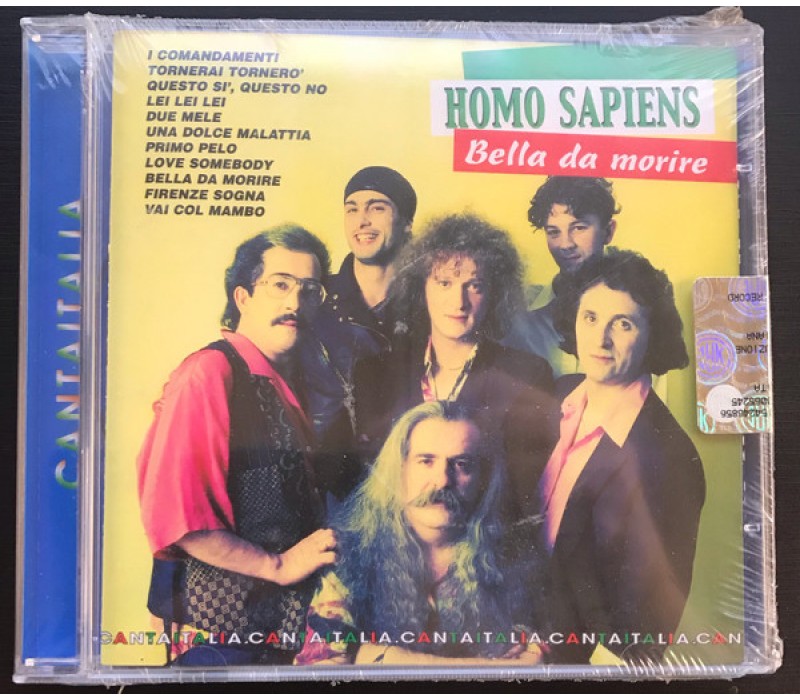 I COMANDAMENTI
TORNERAI TORNERO'
QUESTO SI', QUESTO NO
LEI LEI LEI
DUE MELE
UNA DOLCE MALATTIA
PRIMO PELO
LOVE SOMEBODY
BELLA DA MORIRE
FIRENZE SOGNA
VAI COL MAMBO
HOMO SAPIENS
Bella da morire
CANTAITALIA
RECORD
CANTAITALIA.CANTAITALIA.CANTAITALIA.CANTAITALIA.CAN